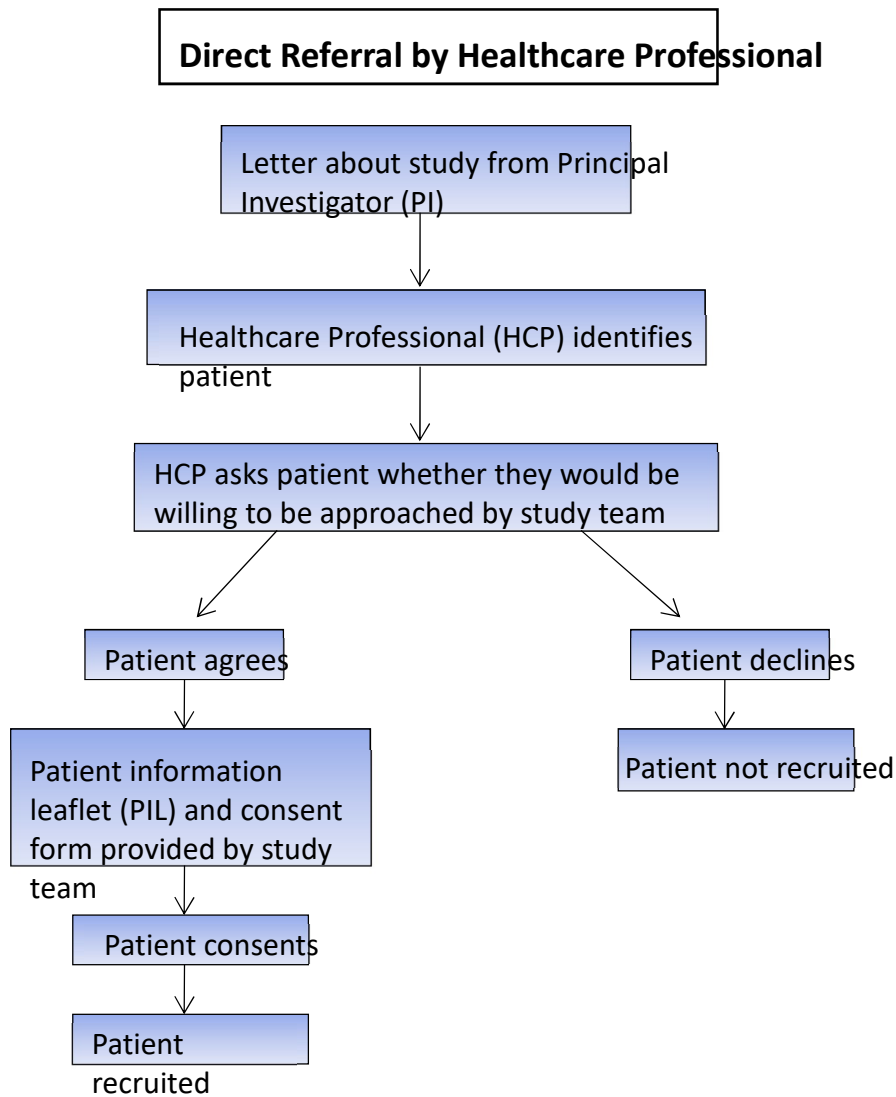 Direct Referral by Healthcare Professional
Letter about study from Principal
Investigator (PI)
Healthcare Professional (HCP) identifies
patient
HCP asks patient whether they would be
willing to be approached by study team
Patient agrees
Patient declines
Patient information
leaflet (PIL) and consent
form provided by study
team
Patient not recruited
Patient consents
Patient
recruited